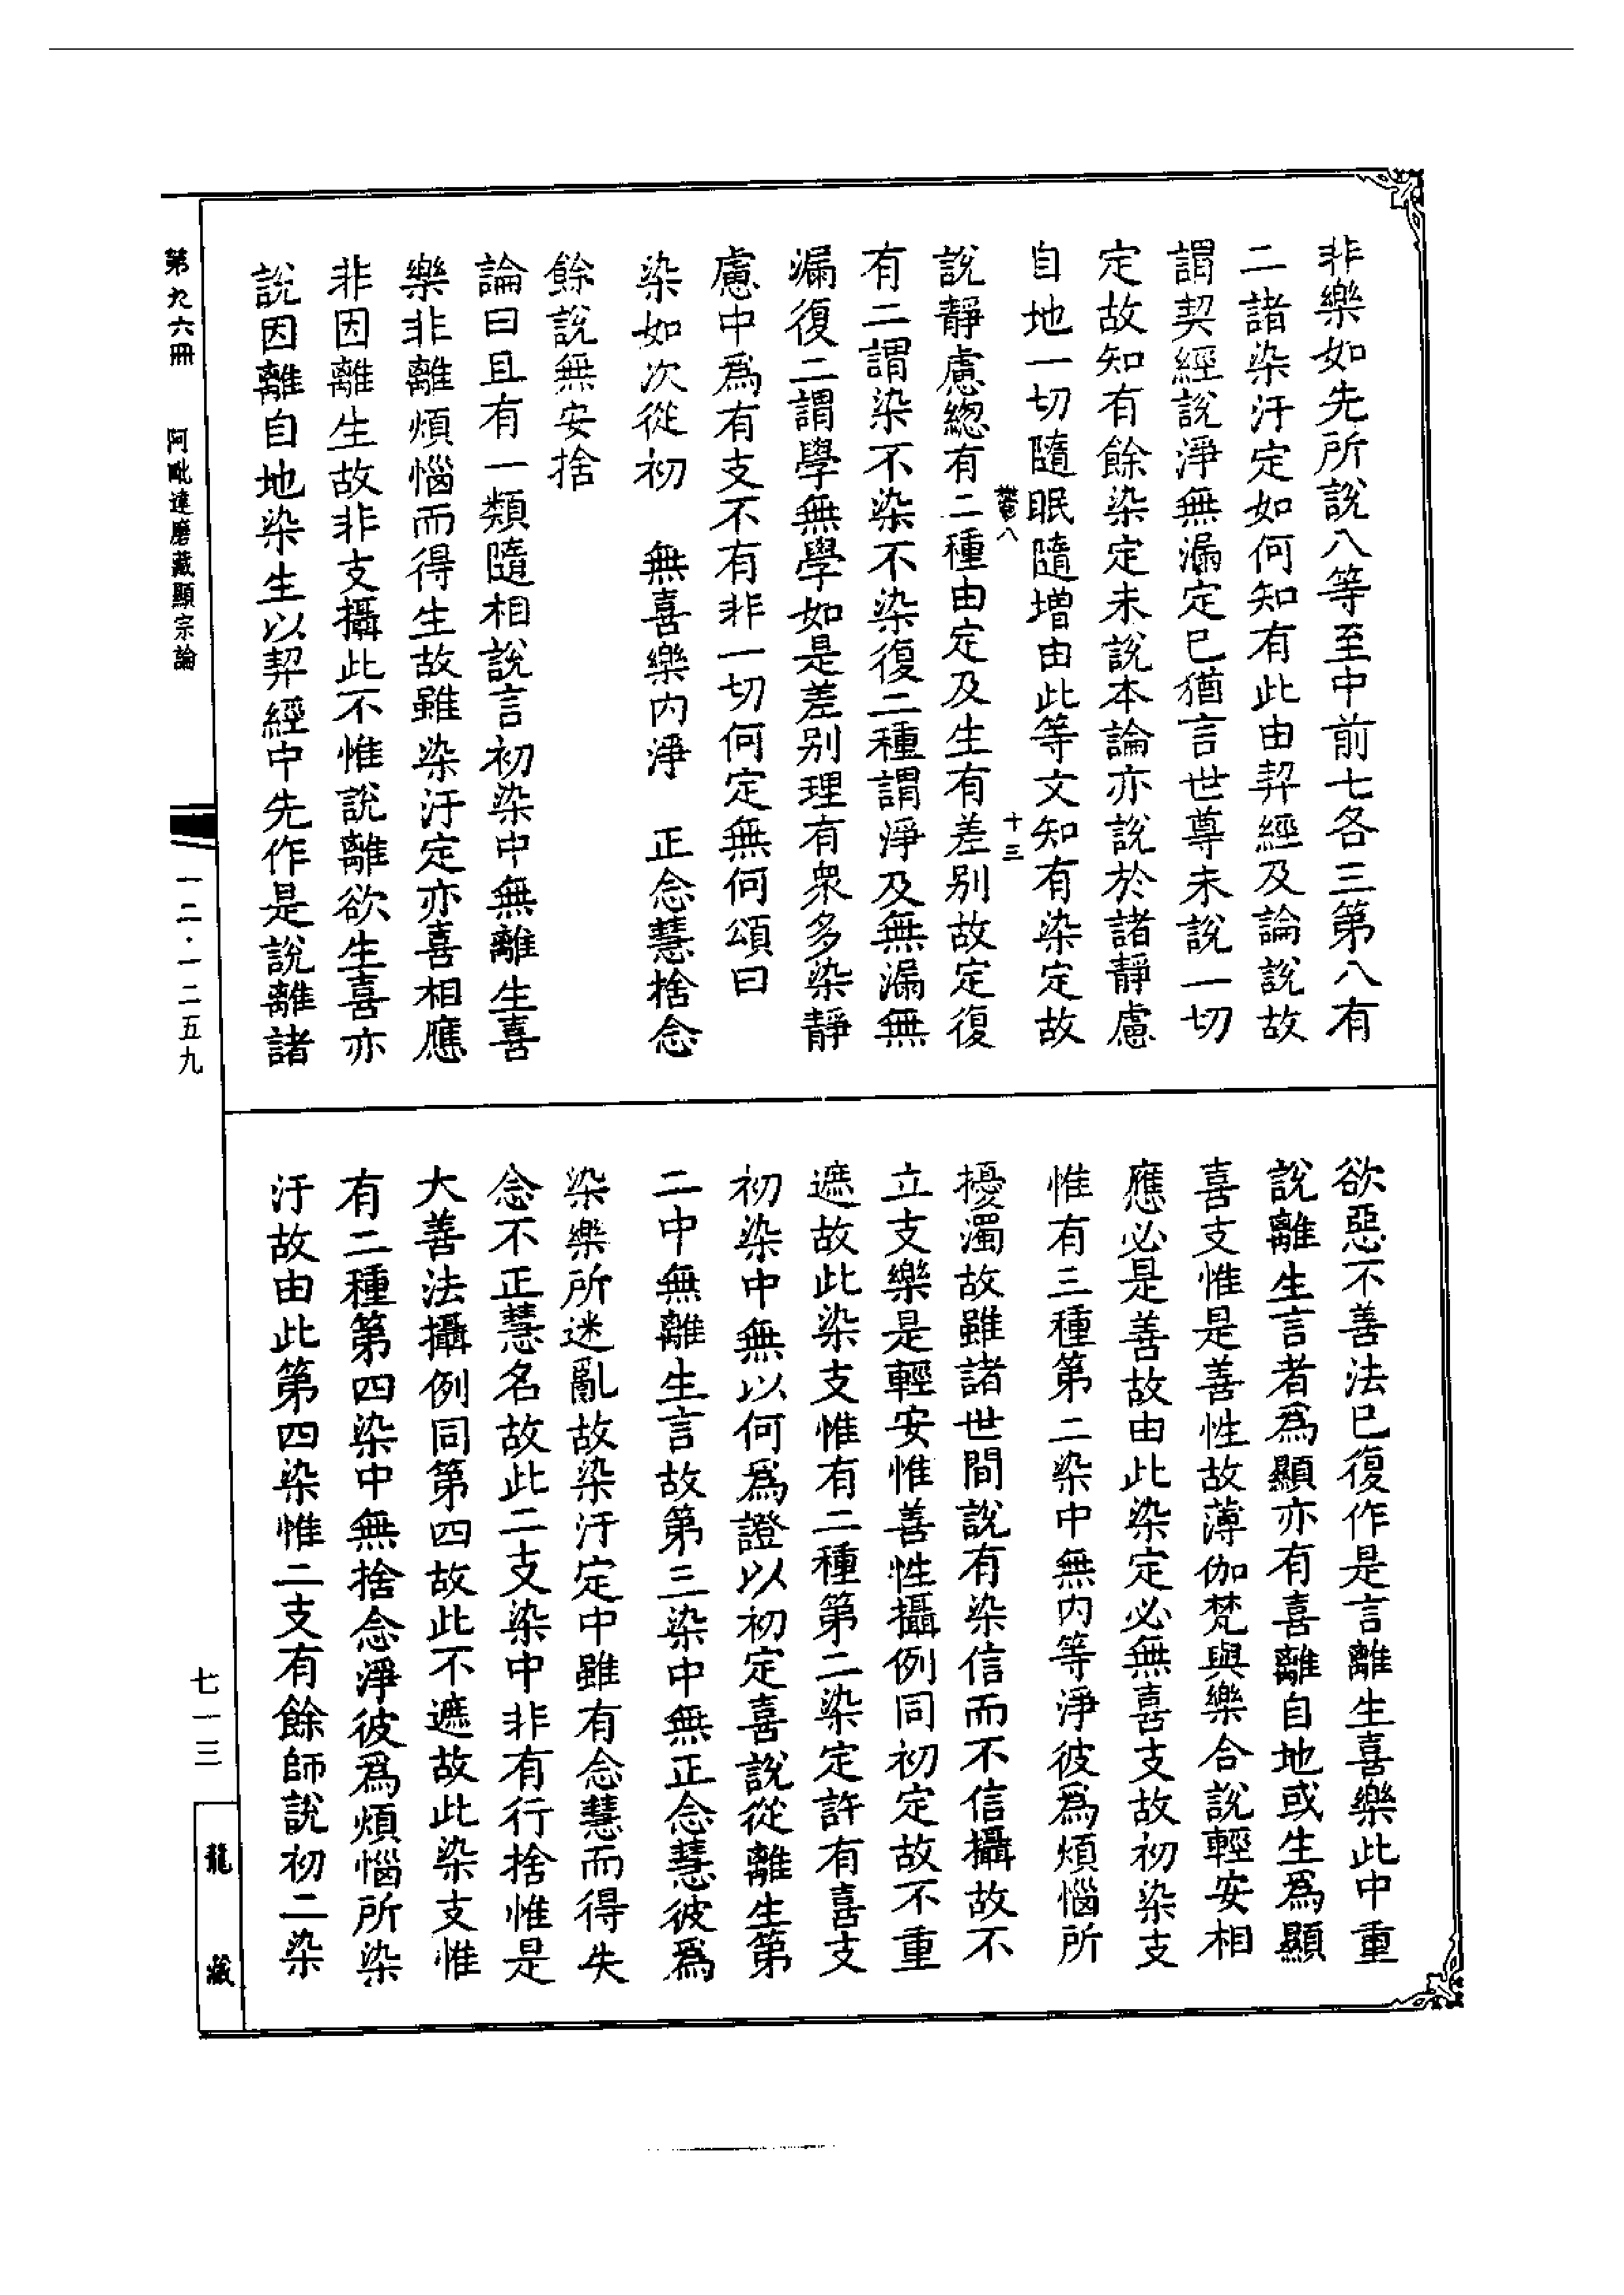 非樂如先所說八等至中前七各三第八有
二諸染汙定如何知有此由契經及論說故
謂契經說淨無漏定已猶言世尊未說一切
定故知有餘染定未說本論亦說於諸靜慮
自地一切隨眠隨增由此等文知有染定故
八 十三
說靜慮總有二種由定及生有差別故定復
有二謂染不染不染復二種謂淨及無漏無
漏復二謂學無學如是差別理有衆多染靜
慮中爲有支不有非一切何定無何頌曰
染如次從初 無喜樂內淨 正念慧捨念
餘說無安捨
論曰且有一類隨相說言初染中無離生喜
樂非離煩惱而得生故雖染汙定亦喜相應
非因離生故非支攝此不惟說離欲生喜亦
說因離自地染生以契經中先作是說離諸
欲惡不善法已復作是言離生喜樂此中重
說離生言者爲顯亦有喜離自地或生爲顯
喜支惟是善性故薄伽梵與樂合說輕安相
應必是善故由此染定必無喜支故初染支
惟有三種第二染中無內等淨彼爲煩惱所
擾濁故雖諸世間說有染信而不信攝故不
立支樂是輕安惟善性攝例同初定故不重
遮故此染支惟有二種第二染定許有喜支
初染中無以何爲證以初定喜說從離生第
二中無離生言故第三染中無正念慧彼爲
染樂所迷亂故染汙定中雖有念慧而得失
念不正慧名故此二支染中非有行捨惟是
大善法攝例同第四故此不遮故此染支惟
有二種第四染中無捨念淨彼爲煩惱所染
汙故由此第四染惟二支有餘師說初二染
第九六冊 阿毗達磨藏顯宗論
一二·一二五九
七一三
龍藏